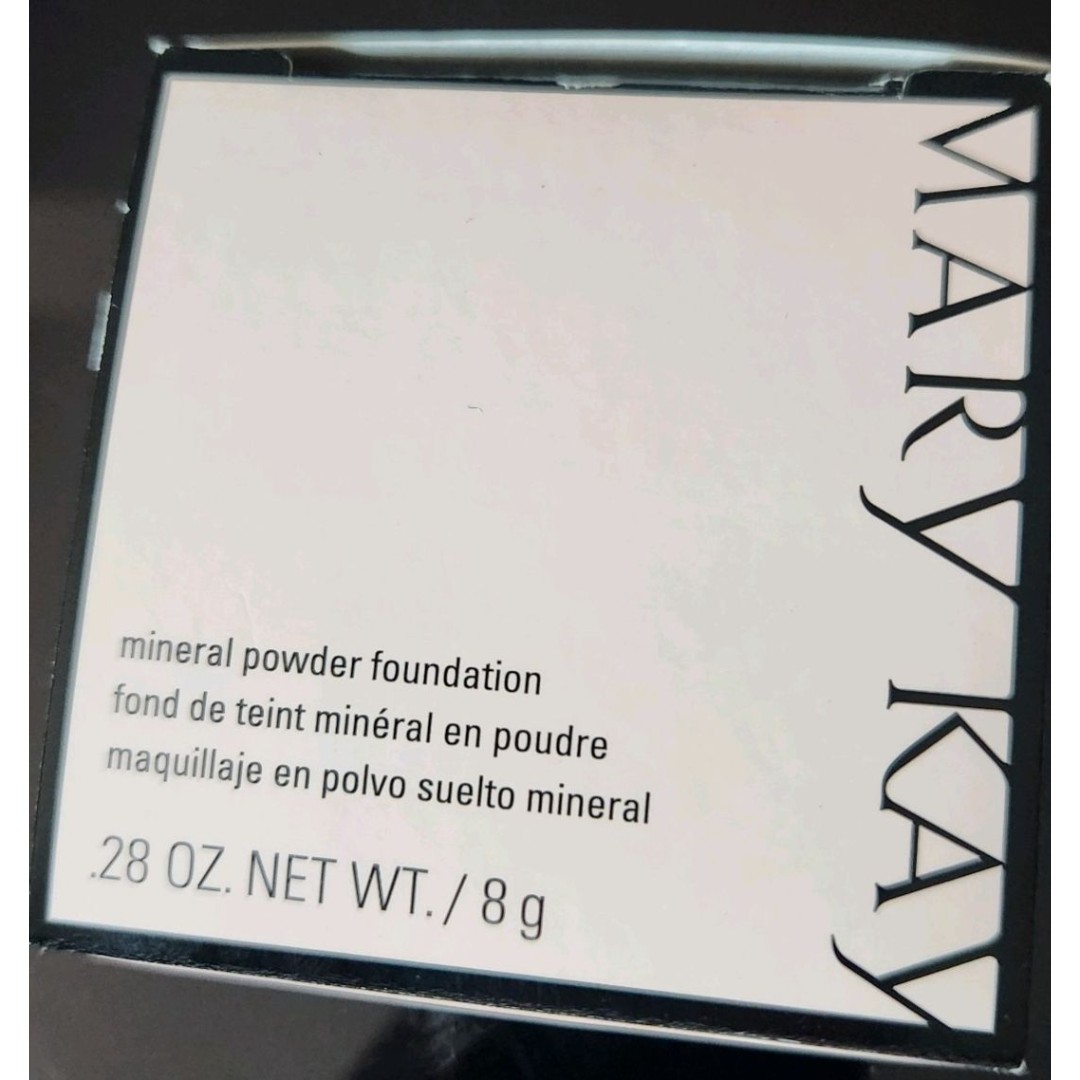 MARY KAY
mineral powder foundation
fond de teint minéral en poudre
maquillaje en polvo suelto mineral
.28 OZ. NET WT. / 8 g